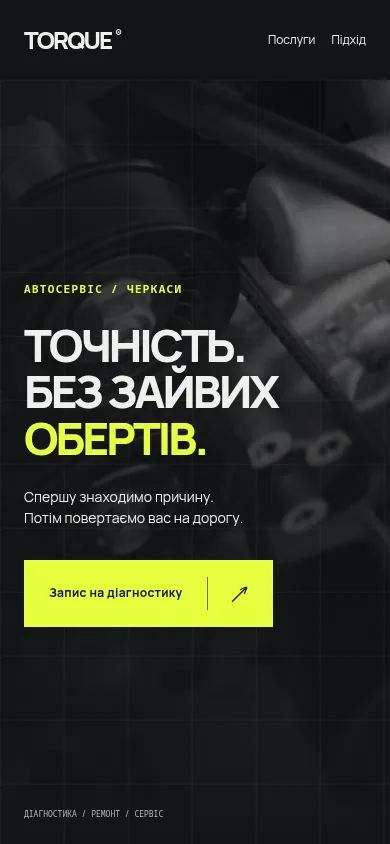 TORQUE®
Послуги Підхід
АВТОСЕРВІС / ЧЕРКАСИ
ТОЧНІСТЬ.
БЕЗ ЗАЙВИХ
ОБЕРТІВ.
Спершу знаходимо причину.
Потім повертаємо вас на дорогу.
Запис на діагностику
ДІАГНОСТИКА / РЕМОНТ / СЕРВІС